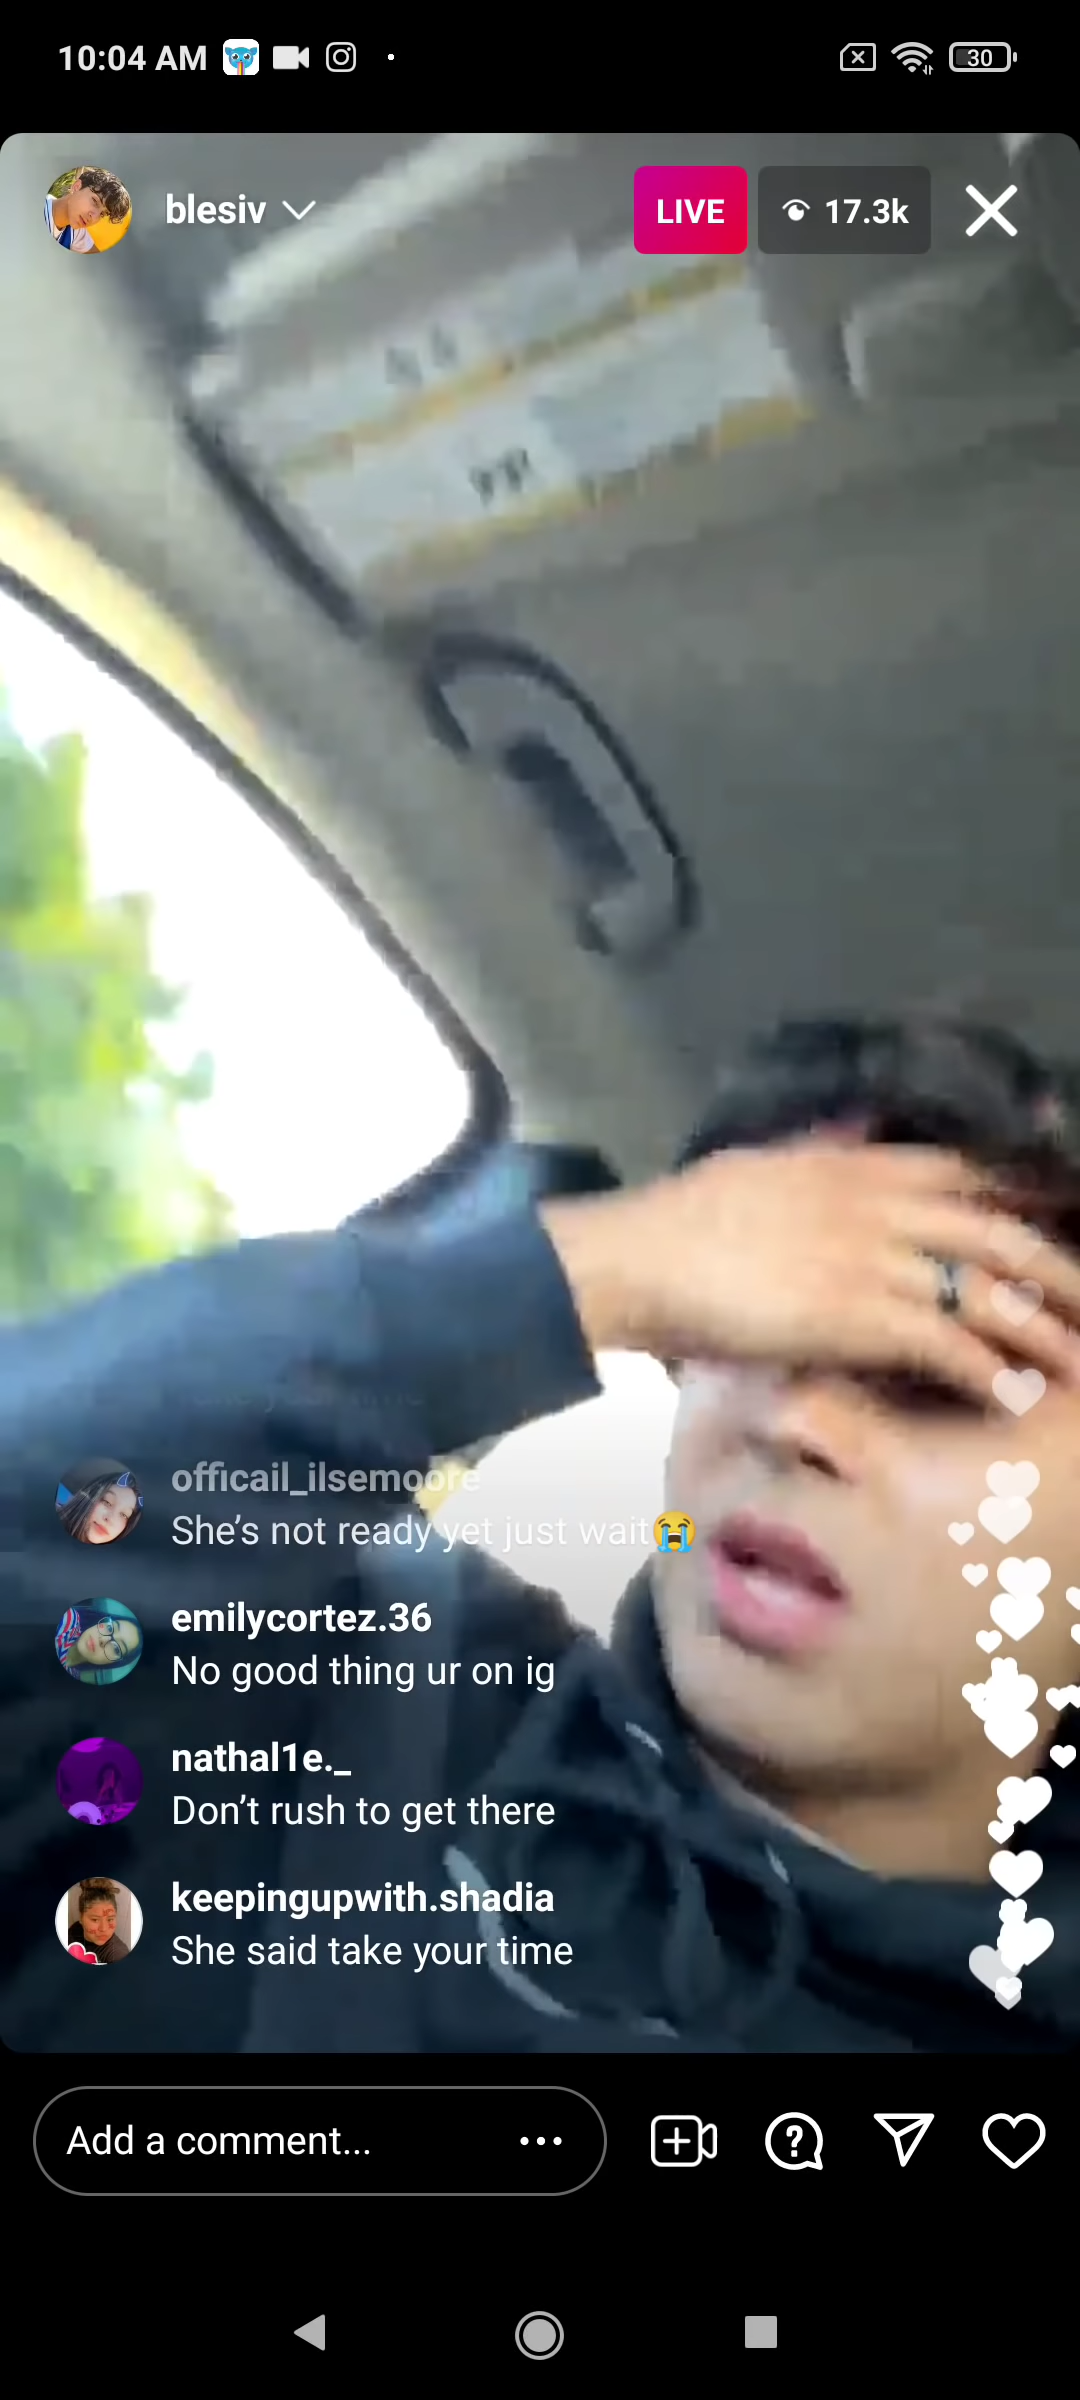 10:04 AM
30
blesiv
LIVE
17.3k
officail_ilsemoore
She’s not ready yet just wait😭
emilycortez.36
No good thing ur on ig
nathal1e._
Don’t rush to get there
keepingupwith.shadia
She said take your time
Add a comment...